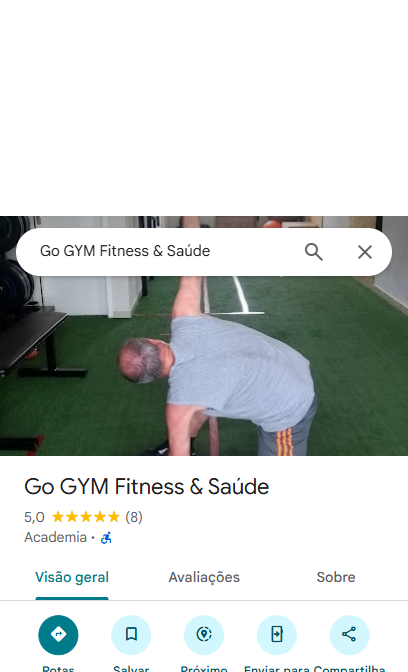 Go GYM Fitness & Saúde
Go GYM Fitness & Saúde
5,0 (8)
Academia ·
Visão geral Avaliações Sobre
Rotas Salvar Próximo Enviar para Compartilhar